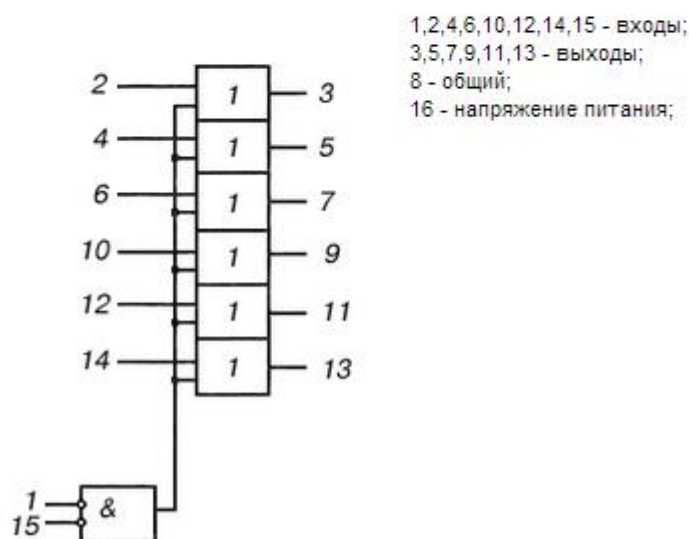 1,2,4,6,10,12,14,15 - входы;
3,5,7,9,11,13 - выходы;
8 - общий;
16 - напряжение питания;
2 1 3
4 1 5
6 1 7
10 1 9
12 1 11
14 1 13
1 &
15